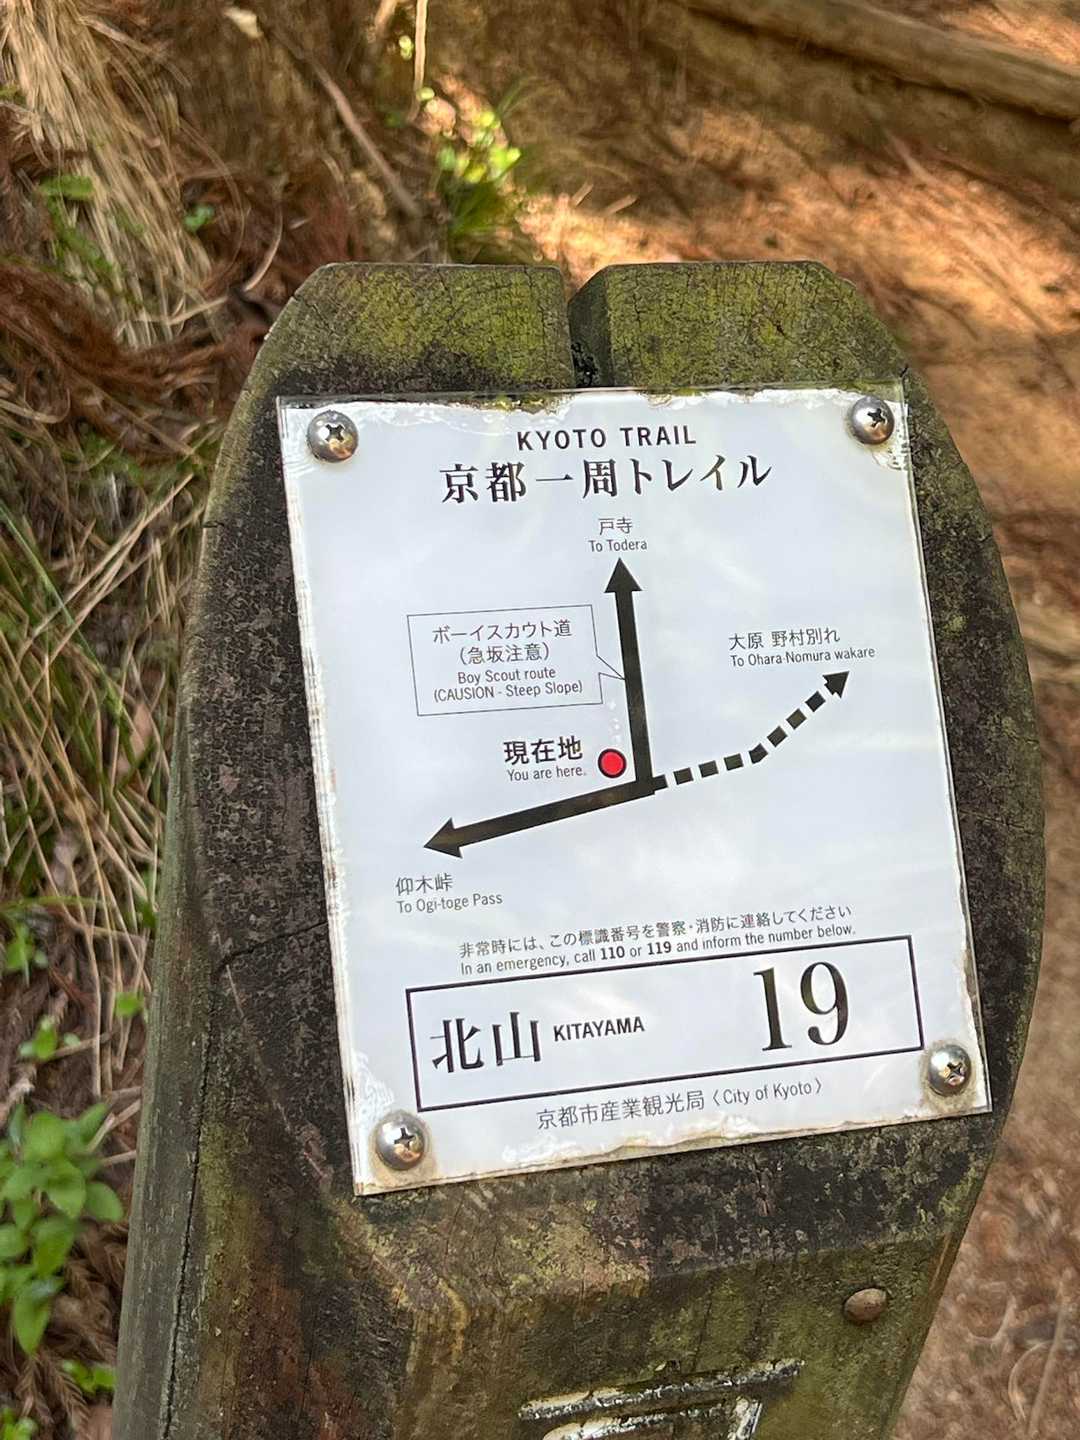 KYOTO TRAIL
京都一周トレイル
戸寺
To Todera
ボーイスカウト道
（急坂注意）
Boy Scout route
(CAUSION - Steep Slope)
大原 野村別れ
To Ohara-Nomura wakare
現在地
You are here.
仰木峠
To Ogi-toge Pass
非常時には、この標識番号を警察・消防に連絡してください
In an emergency, call 110 or 119 and inform the number below.
北山 KITAYAMA 19
京都市産業観光局〈City of Kyoto〉